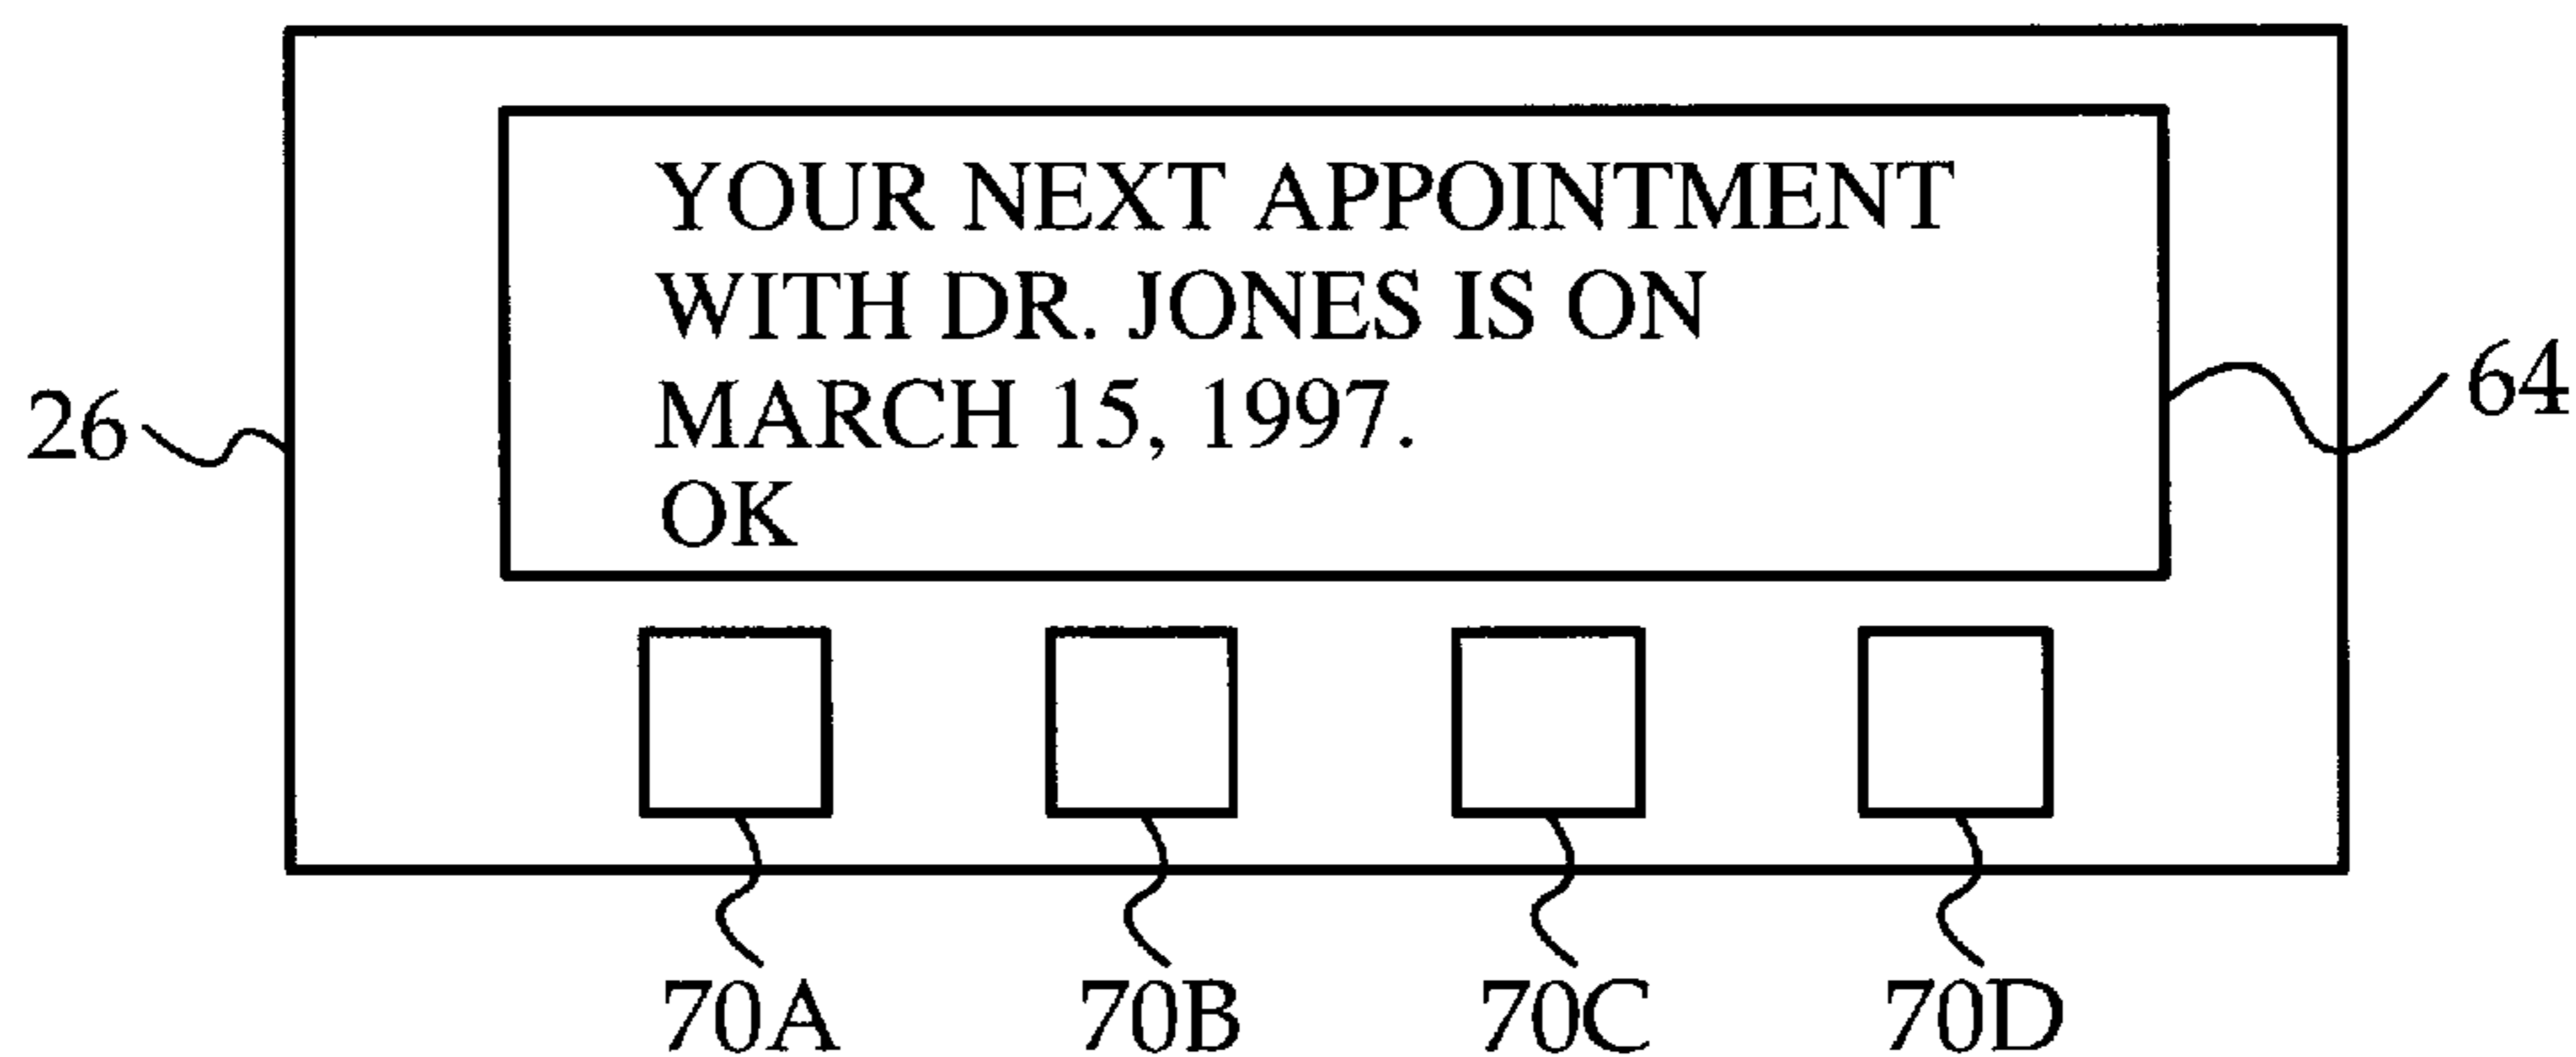 YOUR NEXT APPOINTMENT
WITH DR. JONES IS ON
MARCH 15, 1997.
OK
26
64
70A
70B
70C
70D